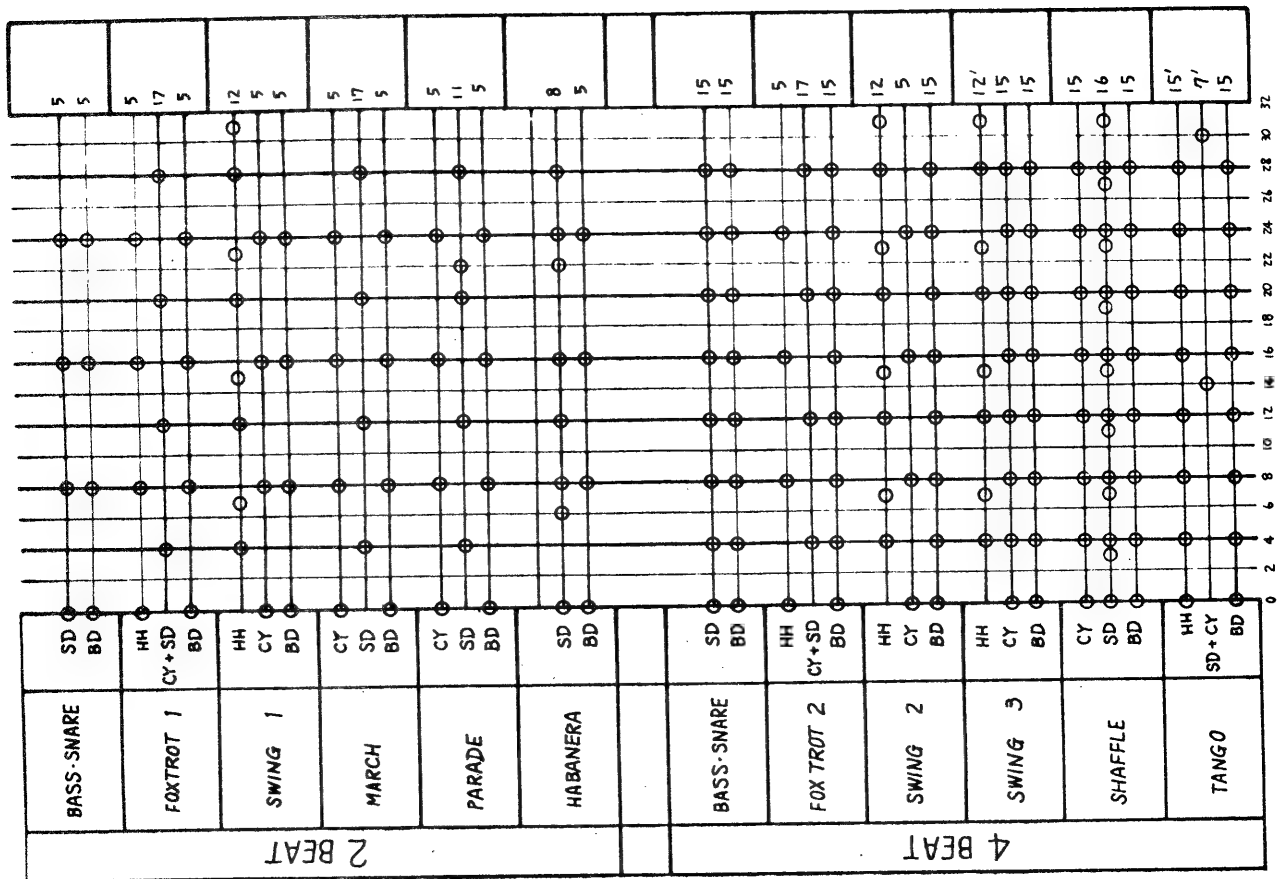 2 BEAT
BASS-SNARE
SD 5
BD 5
FOXTROT 1
HH 5
CY+SD 17
BD 5
SWING 1
HH 12
CY 5
BD 5
MARCH
CY 5
SD 17
BD 5
PARADE
CY 5
SD 11
BD 5
HABANERA
SD 8
BD 5
4 BEAT
BASS-SNARE
SD 15
BD 15
FOX TROT 2
HH 5
CY+SD 17
BD 15
SWING 2
HH 12
CY 5
BD 15
SWING 3
HH 12'
CY 15
BD 15
SHAFFLE
CY 15
SD 16
BD 15
TANGO
HH 15'
SD+CY 7'
BD 15
0 2 4 6 8 10 12 14 16 18 20 22 24 26 28 30 32